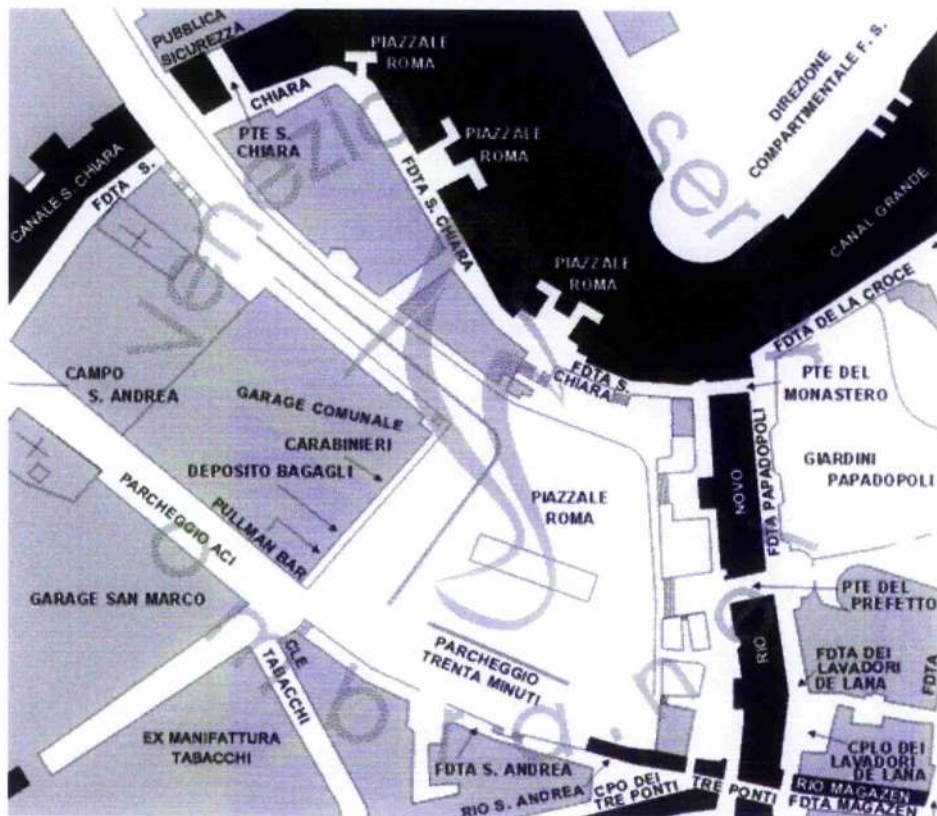 PUBBLICA
SICUREZZA
PIAZZALE
ROMA
CHIARA
PTE S.
CHIARA
PIAZZALE
ROMA
DIREZIONE
COMPARTIMENTALE F. S.
CANALE S. CHIARA
FDTA S.
FDTA S. CHIARA
CANAL GRANDE
PIAZZALE
ROMA
FDTA DE LA CROCE
FDTA S.
CHIARA
PTE DEL
MONASTERO
CAMPO
S. ANDREA
GARAGE COMUNALE
CARABINIERI
DEPOSITO BAGAGLI
PULLMAN BAR
PIAZZALE
ROMA
NOVO
FDTA PAPADOPOLI
GIARDINI
PAPADOPOLI
PARCHEGGIO ACI
GARAGE SAN MARCO
PTE DEL
PREFETTO
CLE
TABACCHI
PARCHEGGIO
TRENTA MINUTI
RIO
FDTA DEI
LAVADORI
DE LANA
FDTA
EX MANIFATTURA
TABACCHI
FDTA S. ANDREA
RIO S. ANDREA
CPO DEI
TRE PONTI
TRE PONTI
CPLO DEI
LAVADORI
DE LANA
RIO MAGAZEN
FDTA MAGAZEN